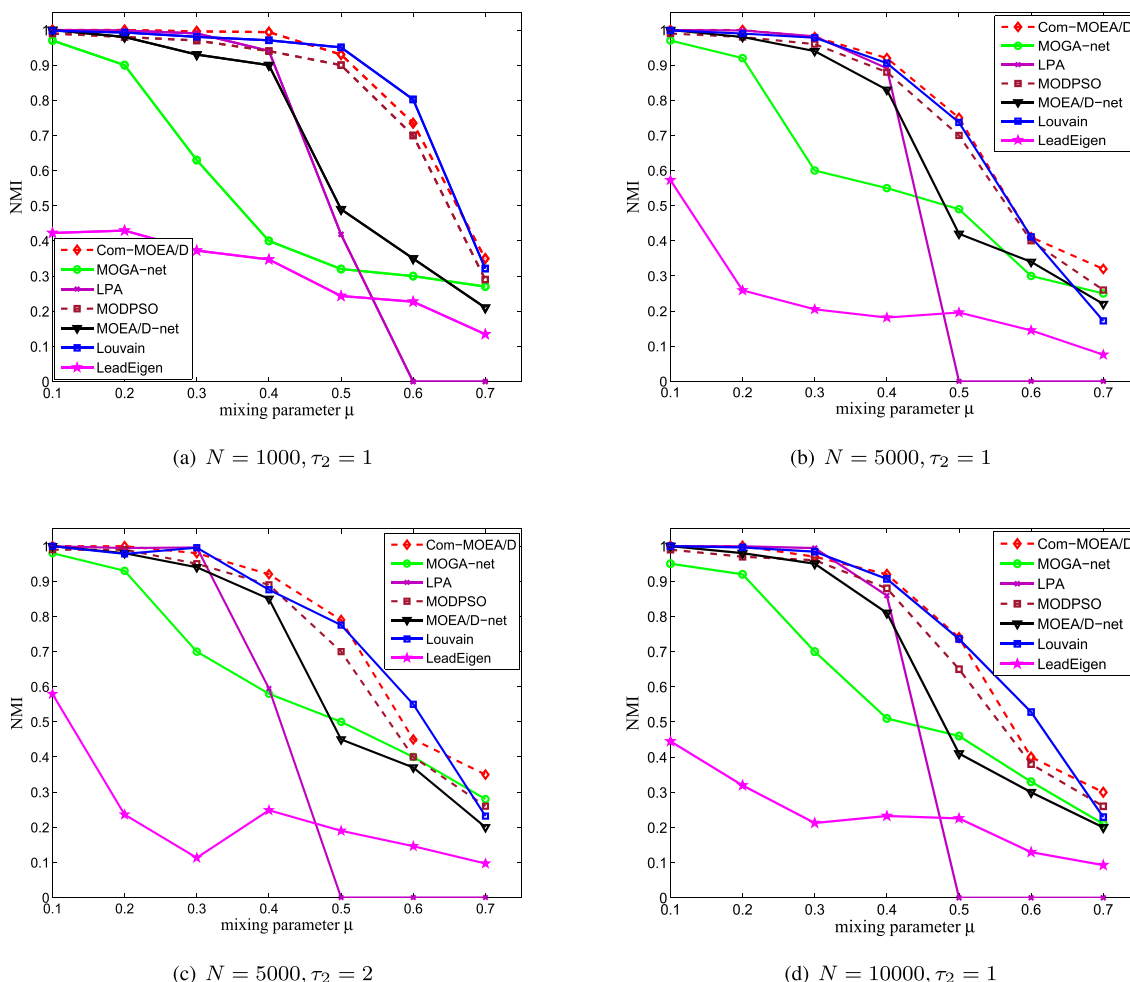 1
0.9
0.8
0.7
0.6
0.5
0.4
0.3
0.2
0.1
0
NMI
Com−MOEA/D
MOGA−net
LPA
MODPSO
MOEA/D−net
Louvain
LeadEigen
0.1 0.2 0.3 0.4 0.5 0.6 0.7
mixing parameter μ
(a) N = 1000, τ₂ = 1
1
0.9
0.8
0.7
0.6
0.5
0.4
0.3
0.2
0.1
0
NMI
Com−MOEA/D
MOGA−net
LPA
MODPSO
MOEA/D−net
Louvain
LeadEigen
0.1 0.2 0.3 0.4 0.5 0.6 0.7
mixing parameter μ
(b) N = 5000, τ₂ = 1
1
0.9
0.8
0.7
0.6
0.5
0.4
0.3
0.2
0.1
0
NMI
Com−MOEA/D
MOGA−net
LPA
MODPSO
MOEA/D−net
Louvain
LeadEigen
0.1 0.2 0.3 0.4 0.5 0.6 0.7
mixing parameter μ
(c) N = 5000, τ₂ = 2
1
0.9
0.8
0.7
0.6
0.5
0.4
0.3
0.2
0.1
0
NMI
Com−MOEA/D
MOGA−net
LPA
MODPSO
MOEA/D−net
Louvain
LeadEigen
0.1 0.2 0.3 0.4 0.5 0.6 0.7
mixing parameter μ
(d) N = 10000, τ₂ = 1